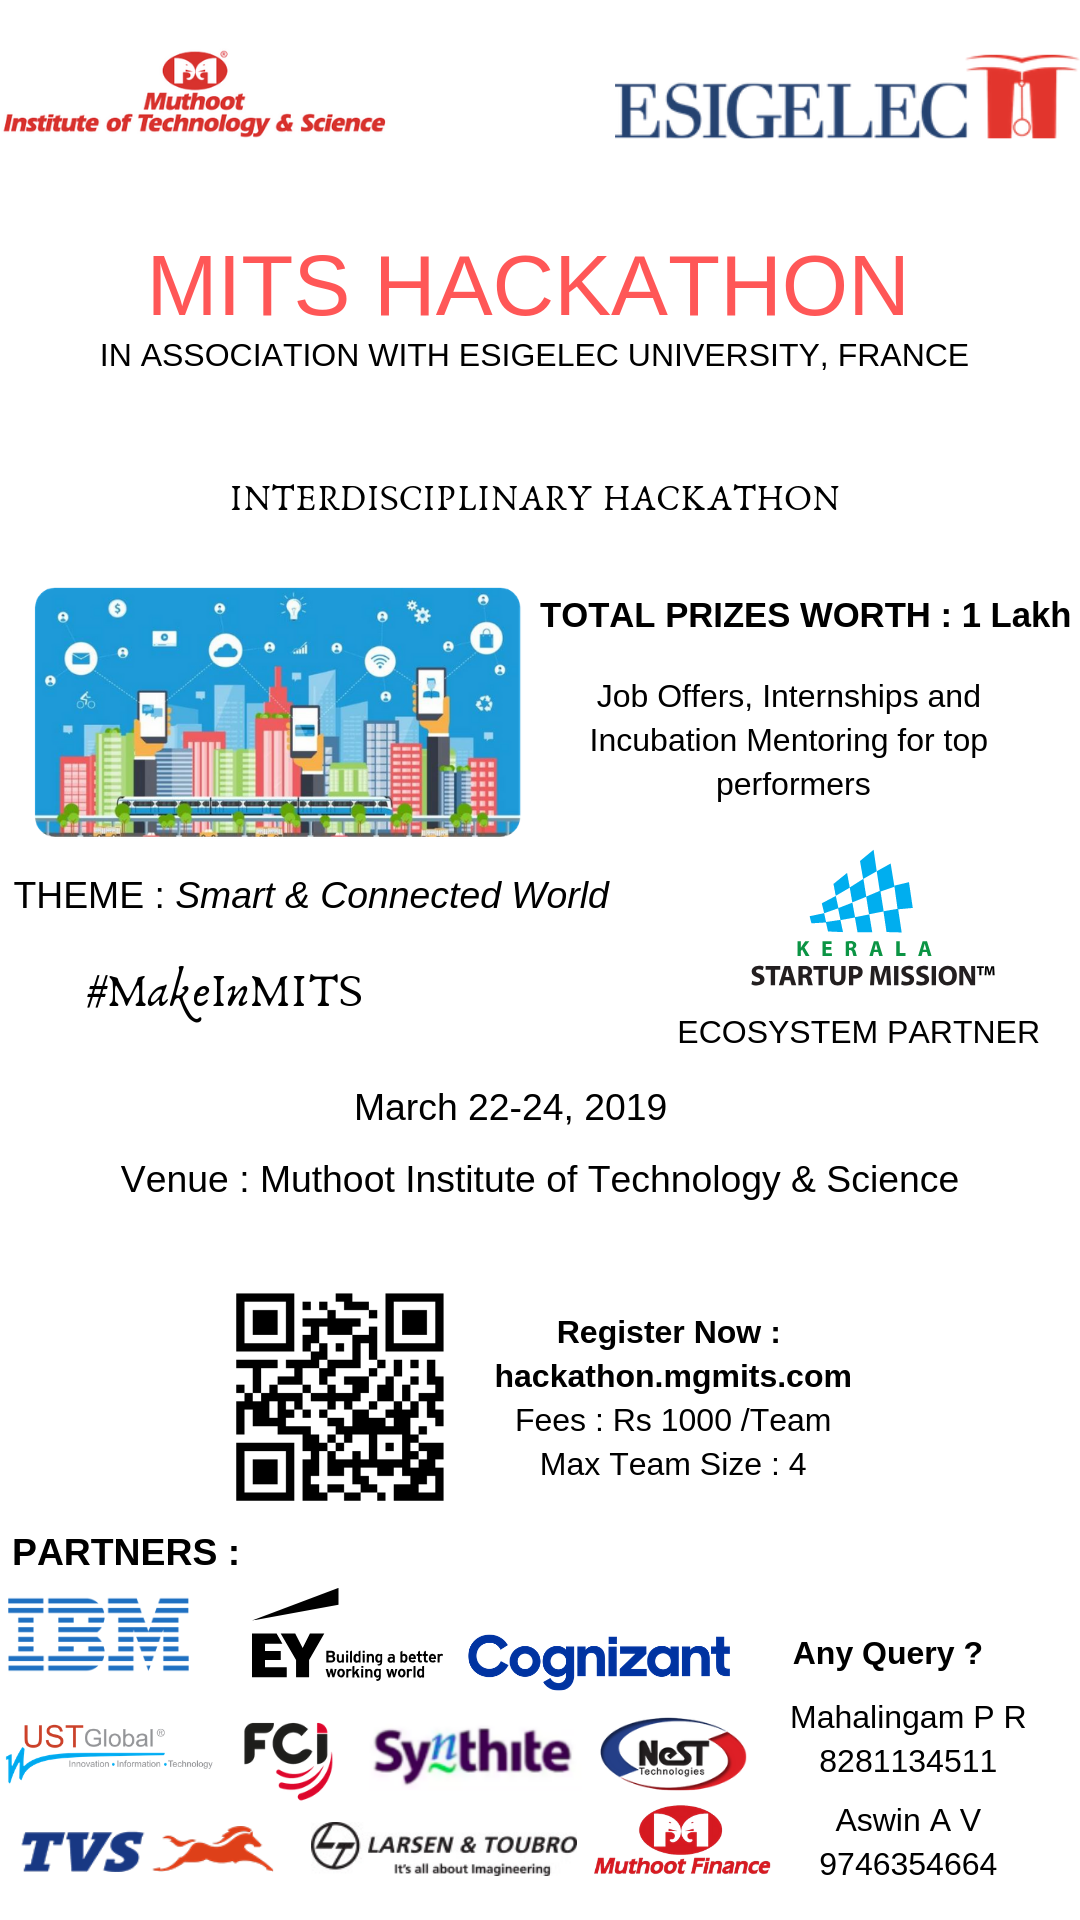 Muthoot
Institute of Technology & Science
ESIGELEC
MITS HACKATHON
IN ASSOCIATION WITH ESIGELEC UNIVERSITY, FRANCE
INTERDISCIPLINARY HACKATHON
TOTAL PRIZES WORTH : 1 Lakh
Job Offers, Internships and
Incubation Mentoring for top
performers
THEME : Smart & Connected World
#MakeInMITS
KERALA
STARTUP MISSION™
ECOSYSTEM PARTNER
March 22-24, 2019
Venue : Muthoot Institute of Technology & Science
Register Now :
hackathon.mgmits.com
Fees : Rs 1000 /Team
Max Team Size : 4
PARTNERS :
IBM
EY Building a better
working world
Cognizant
USTGlobal®
Innovation • Information • Technology
FCi
Synthite
NeST
Technologies
TVS
LT LARSEN & TOUBRO
It's all about Imagineering
Muthoot Finance
Any Query ?
Mahalingam P R
8281134511
Aswin A V
9746354664